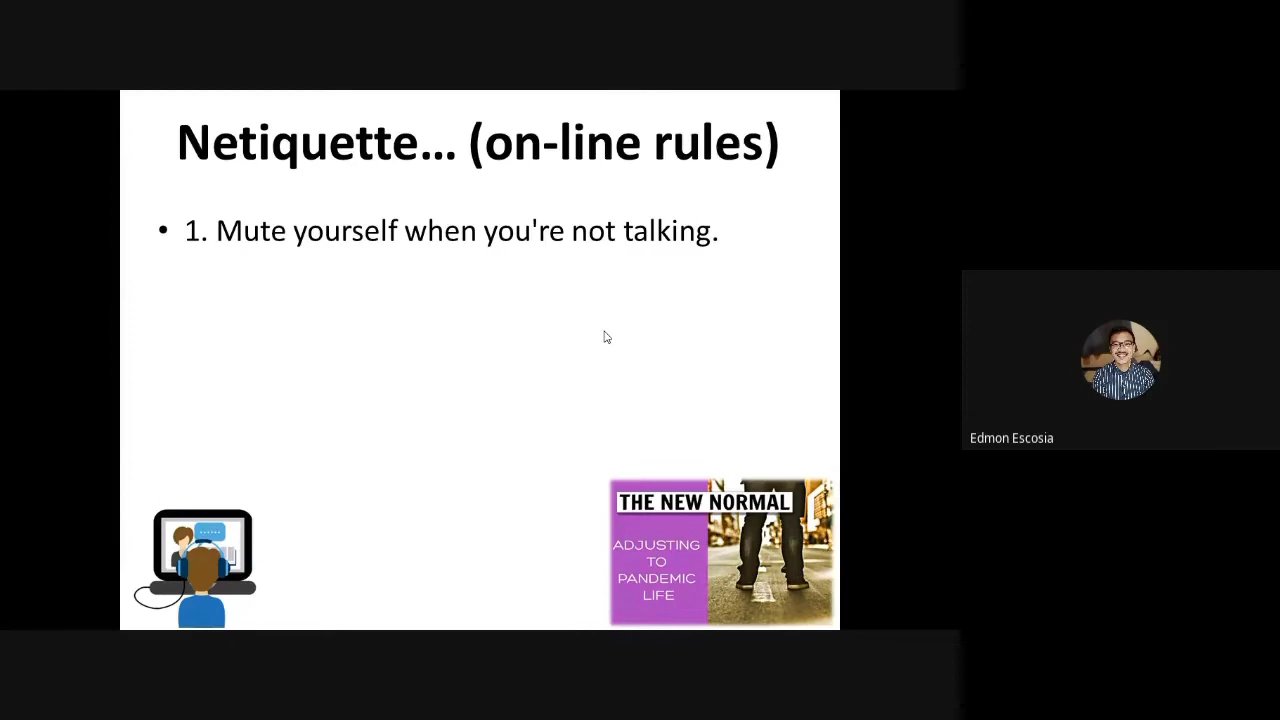 Netiquette… (on-line rules)
• 1. Mute yourself when you're not talking.
THE NEW NORMAL
ADJUSTING
TO
PANDEMIC
LIFE
Edmon Escosia